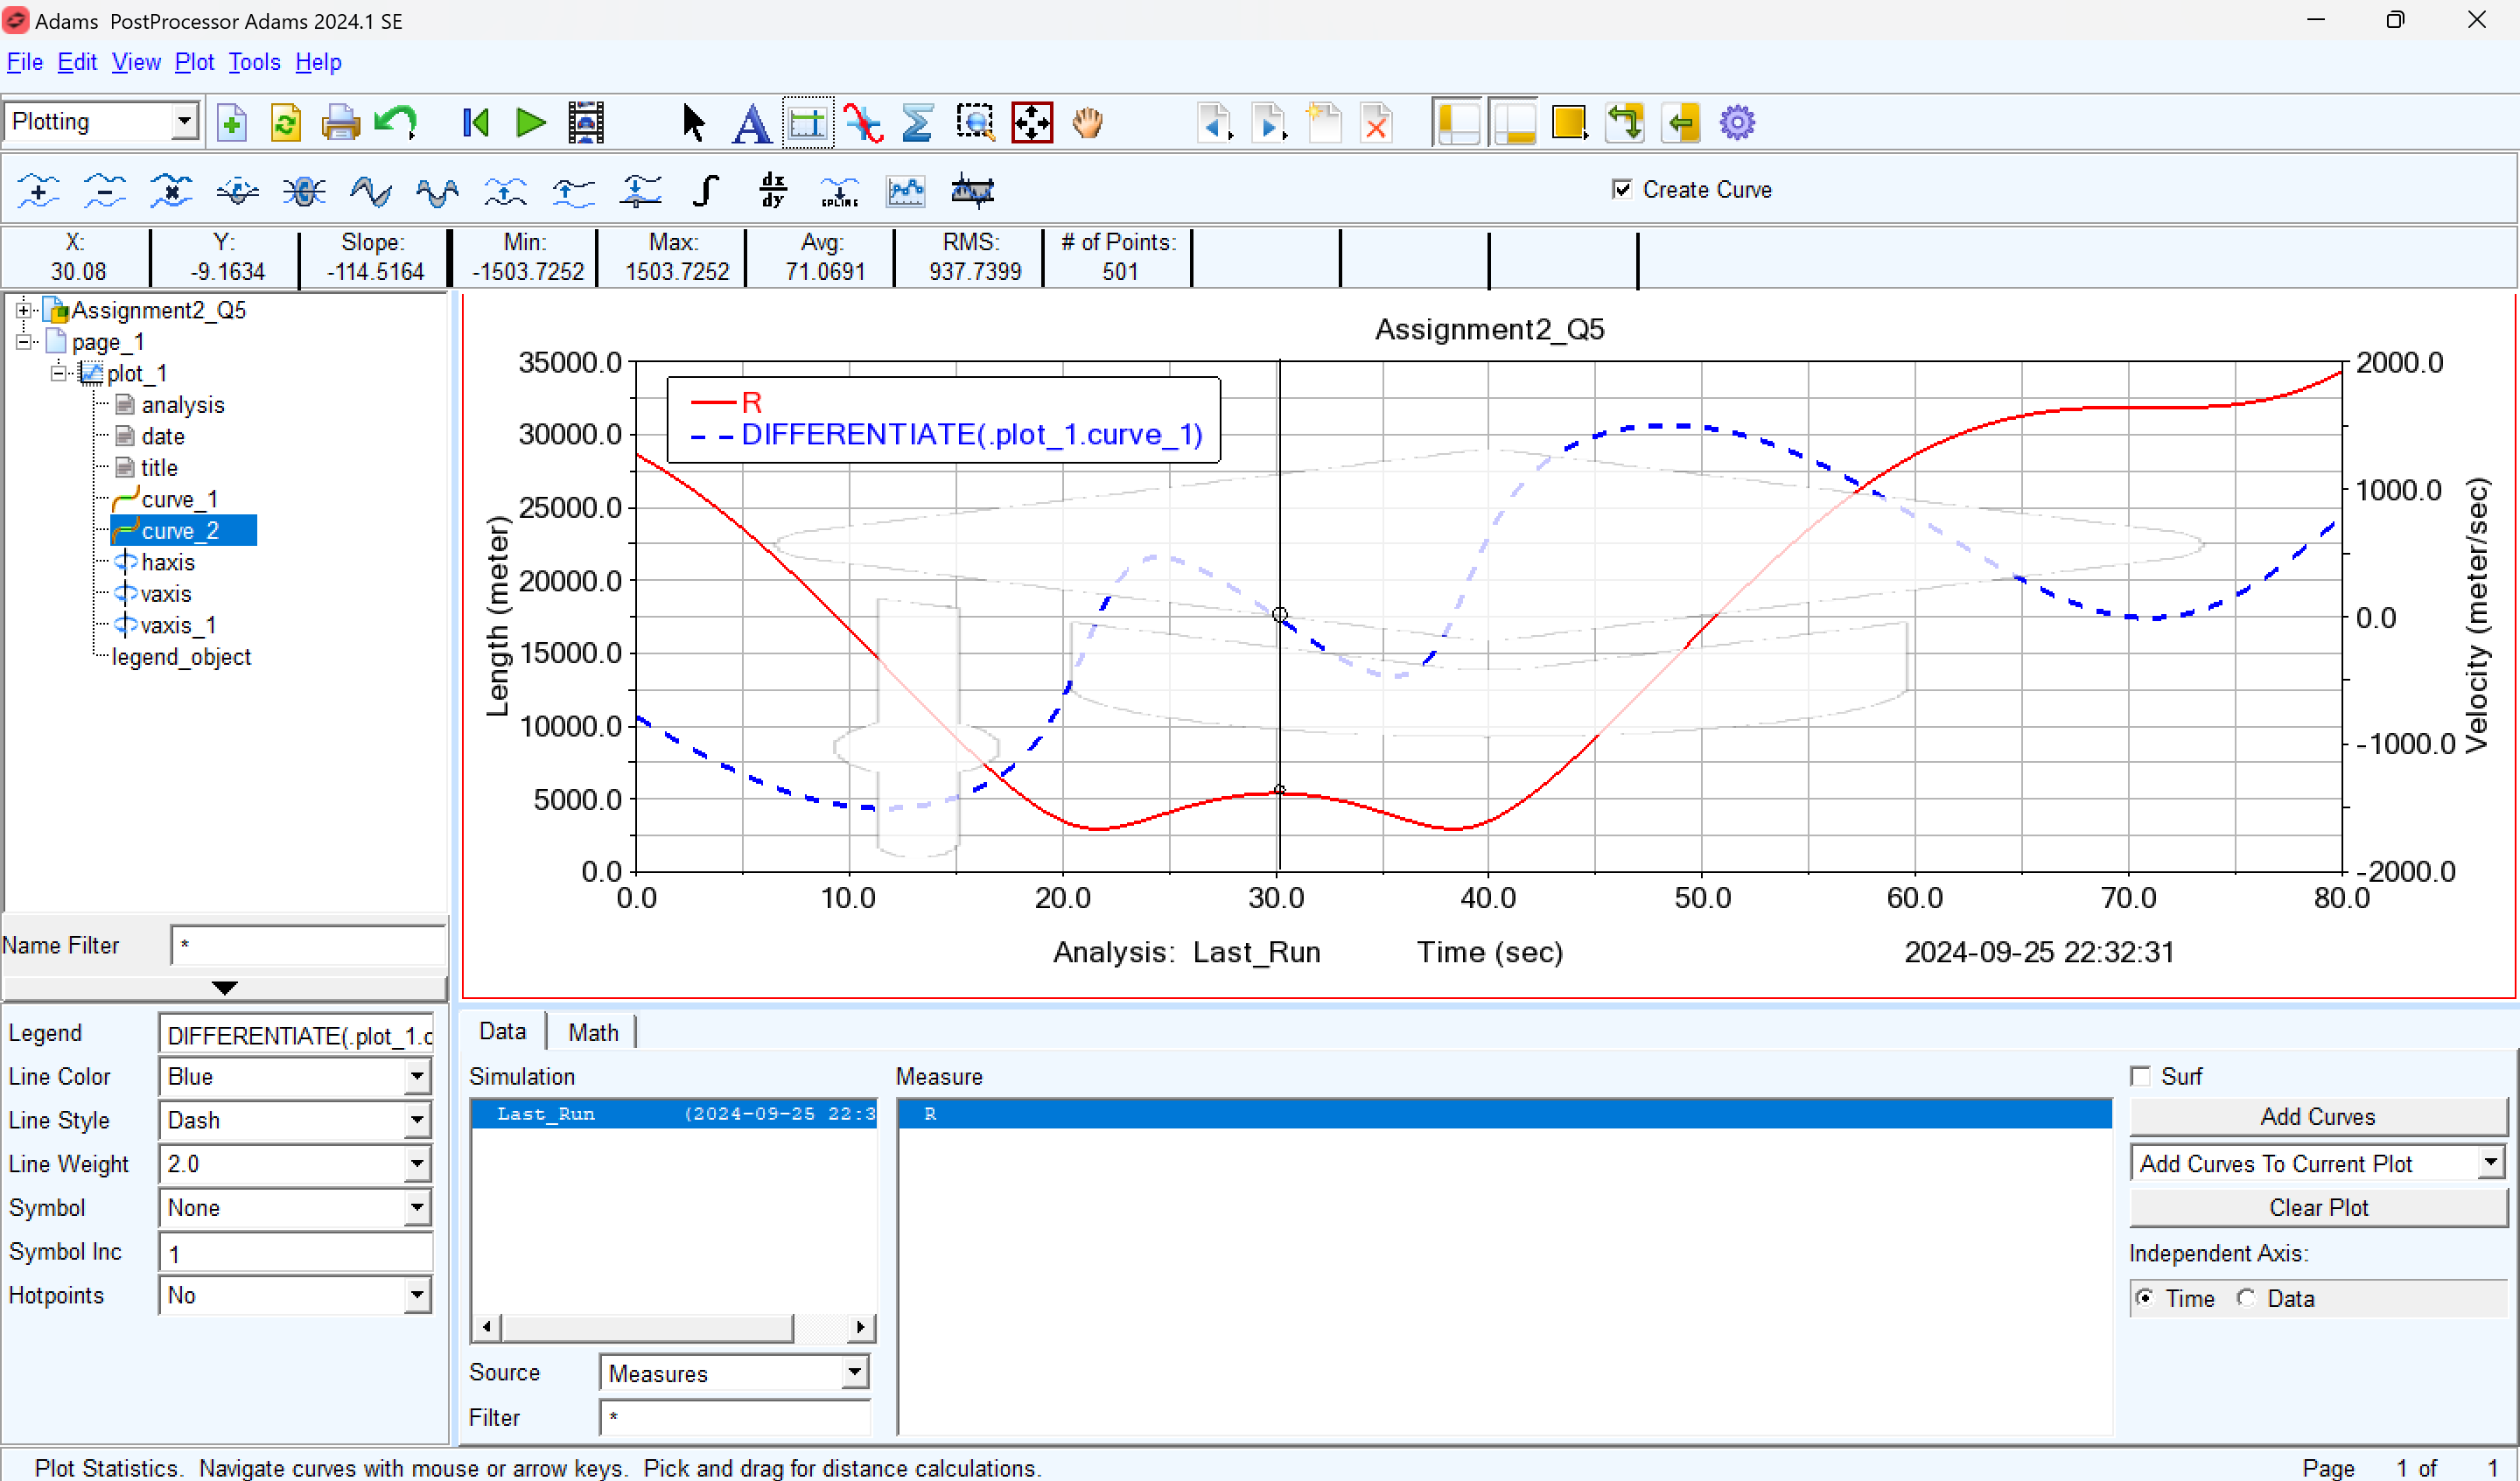 Adams PostProcessor Adams 2024.1 SE
File Edit View Plot Tools Help
Plotting
dx
dy
SPLINE
Create Curve
X: Y: Slope: Min: Max: Avg: RMS: # of Points:
30.08 -9.1634 -114.5164 -1503.7252 1503.7252 71.0691 937.7399 501
Assignment2_Q5
page_1
plot_1
analysis
date
title
curve_1
curve_2
haxis
vaxis
vaxis_1
legend_object
Name Filter *
Legend DIFFERENTIATE(.plot_1.c
Line Color Blue
Line Style Dash
Line Weight 2.0
Symbol None
Symbol Inc 1
Hotpoints No
Assignment2_Q5
R
DIFFERENTIATE(.plot_1.curve_1)
Length (meter)
35000.0
30000.0
25000.0
20000.0
15000.0
10000.0
5000.0
0.0
Velocity (meter/sec)
2000.0
1000.0
0.0
-1000.0
-2000.0
0.0 10.0 20.0 30.0 40.0 50.0 60.0 70.0 80.0
Analysis: Last_Run Time (sec) 2024-09-25 22:32:31
Data Math
Simulation
Last_Run (2024-09-25 22:3
Source Measures
Filter *
Measure
R
Surf
Add Curves
Add Curves To Current Plot
Clear Plot
Independent Axis:
Time Data
Plot Statistics. Navigate curves with mouse or arrow keys. Pick and drag for distance calculations.
Page 1 of 1